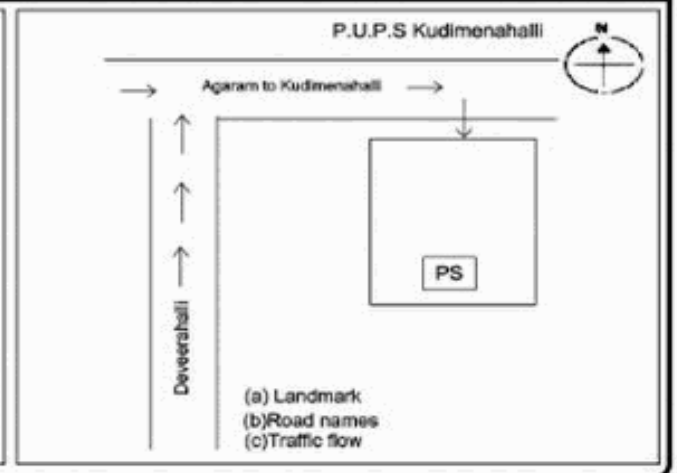 P.U.P.S Kudimenahalli
N
Agaram to Kudimenahalli
PS
Deveerahalli
(a) Landmark
(b)Road names
(c)Traffic flow